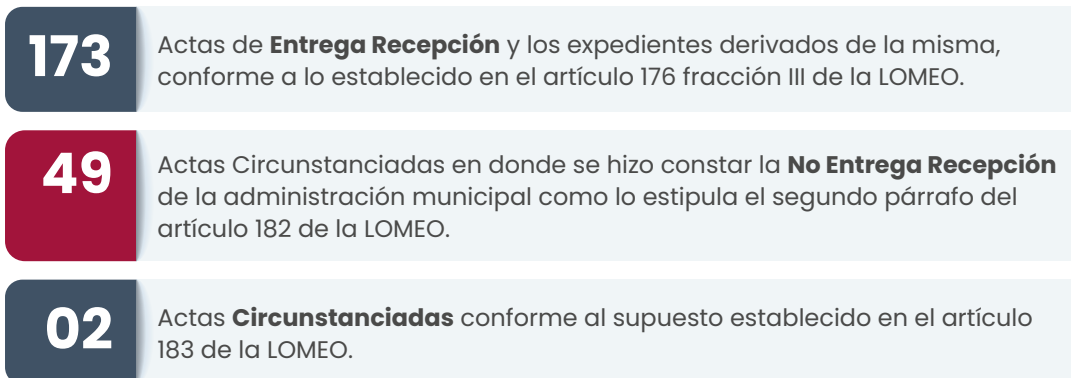 173
Actas de Entrega Recepción y los expedientes derivados de la misma,
conforme a lo establecido en el artículo 176 fracción III de la LOMEO.
49
Actas Circunstanciadas en donde se hizo constar la No Entrega Recepción
de la administración municipal como lo estipula el segundo párrafo del
artículo 182 de la LOMEO.
02
Actas Circunstanciadas conforme al supuesto establecido en el artículo
183 de la LOMEO.